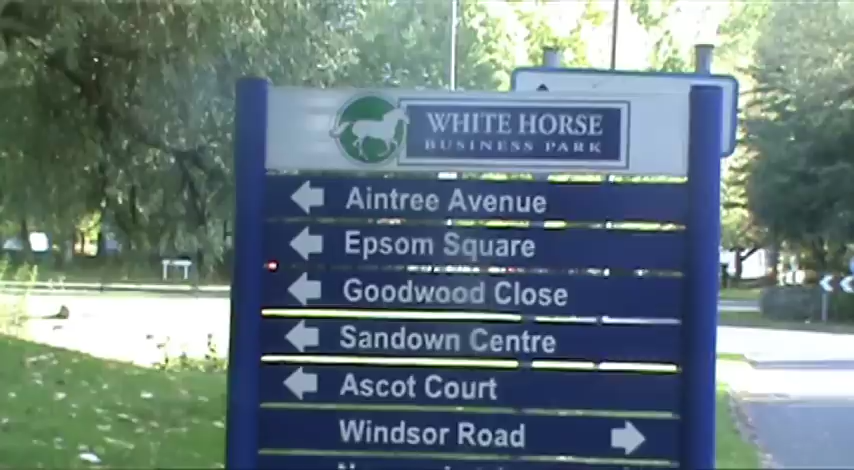 WHITE HORSE
BUSINESS PARK
Aintree Avenue
Epsom Square
Goodwood Close
Sandown Centre
Ascot Court
Windsor Road